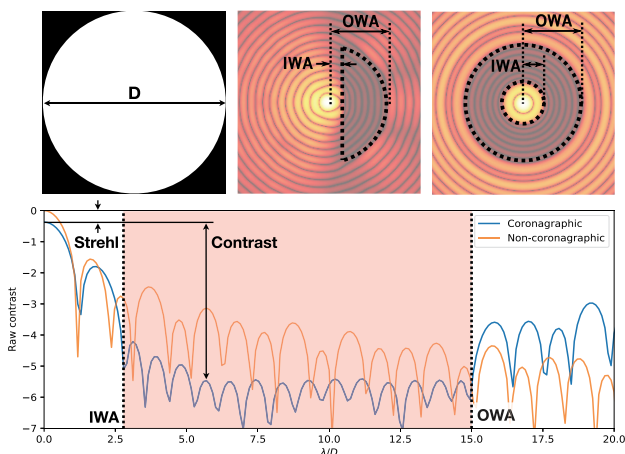 D
OWA
IWA
OWA
IWA
Strehl
Contrast
Coronagraphic
Non-coronagraphic
IWA
OWA
Raw contrast
0
−1
−2
−3
−4
−5
−6
−7
0.0
2.5
5.0
7.5
10.0
12.5
15.0
17.5
20.0
λ/D